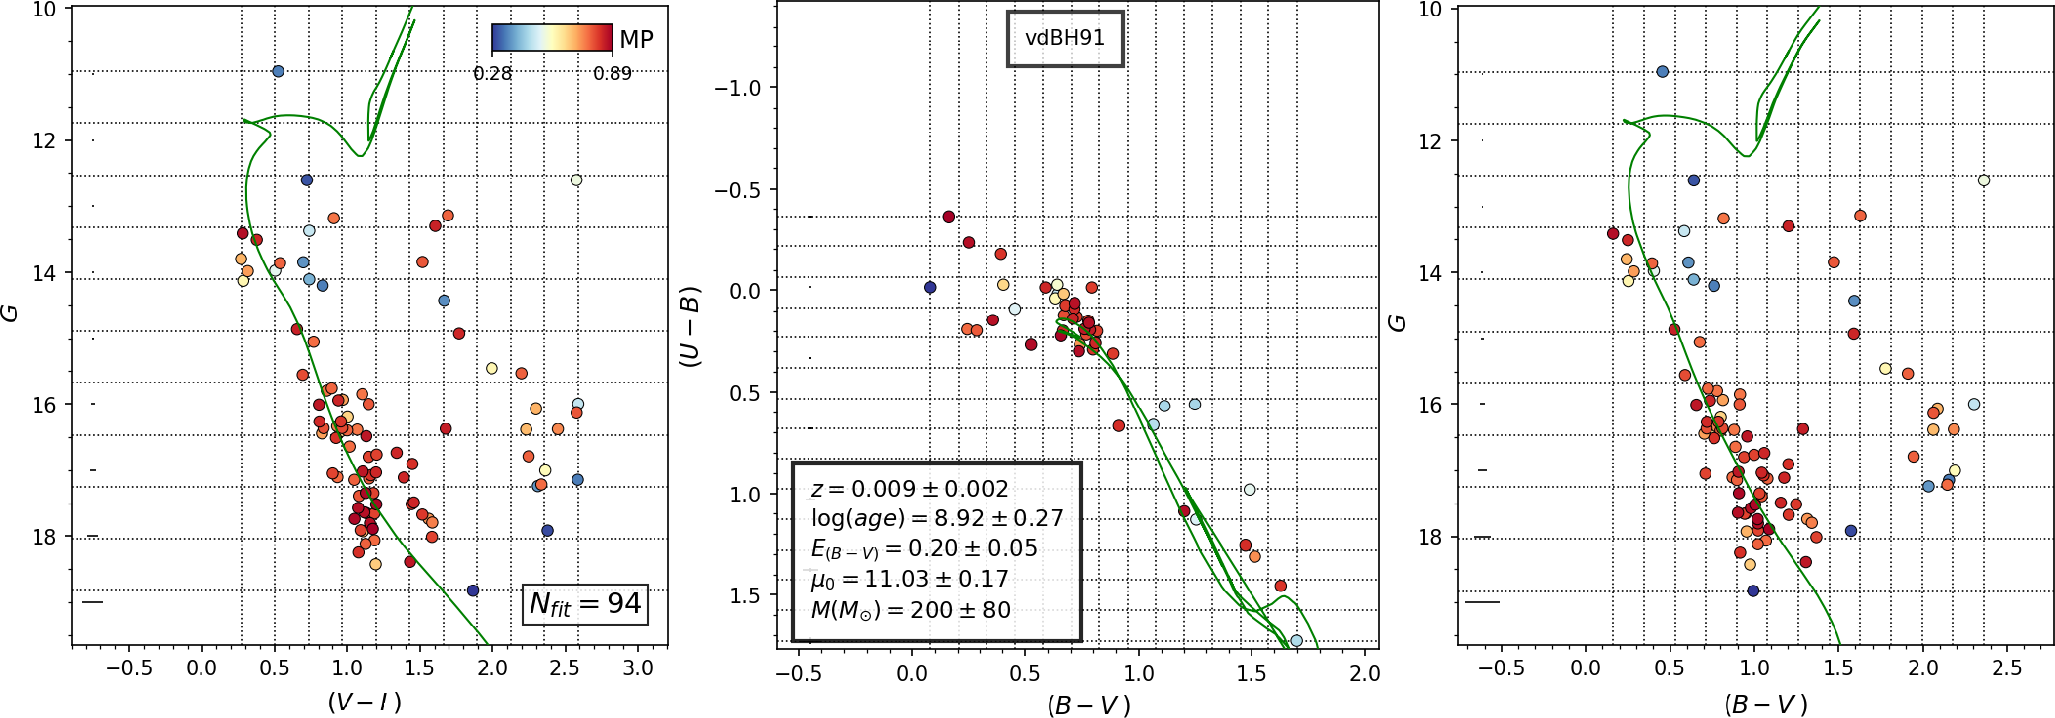 10
12
14
16
18
G
−0.5
0.0
0.5
1.0
1.5
2.0
2.5
3.0
(V − I )
MP
0.28
0.89
N_fit = 94
vdBH91
−1.0
−0.5
0.0
0.5
1.0
1.5
(U − B)
−0.5
0.0
0.5
1.0
1.5
2.0
(B − V )
z = 0.009 ± 0.002
log(age) = 8.92 ± 0.27
E_(B−V) = 0.20 ± 0.05
μ₀ = 11.03 ± 0.17
M(M_⊙) = 200 ± 80
10
12
14
16
18
G
−0.5
0.0
0.5
1.0
1.5
2.0
2.5
(B − V )